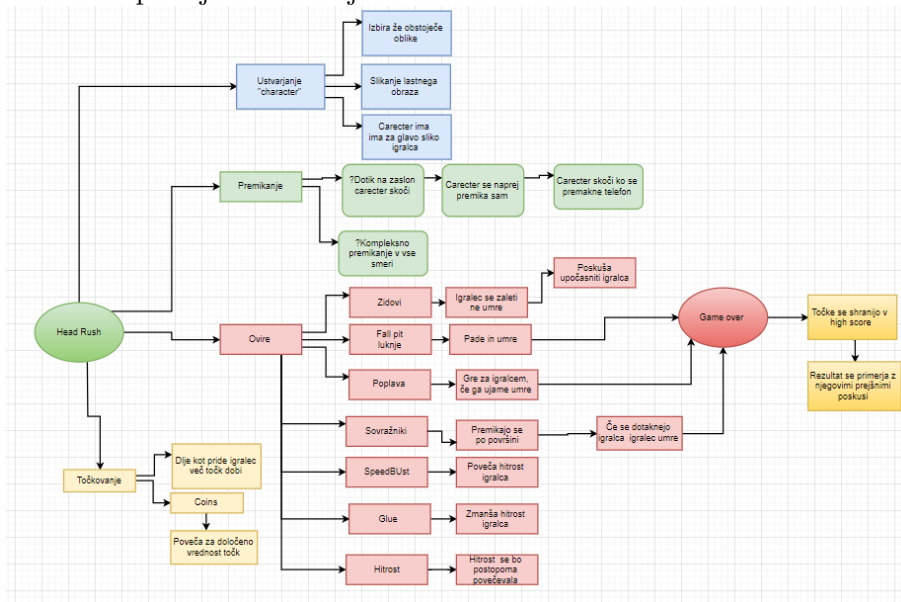 Izbira že obstoječe
oblike
Ustvarjanje
"character"
Slikanje lastnega
obraza
Carecter ima
ima za glavo sliko
igralca
Premikanje
?Dotik na zaslon
carecter skoči
Carecter se naprej
premika sam
Carecter skoči ko se
premakne telefon
?Kompleksno
premikanje v vse
smeri
Head Rush
Ovire
Zidovi
Igralec se zaleti
ne umre
Poskuša
upočasniti igralca
Fall pit
luknje
Pade in umre
Game over
Točke se shranijo v
high score
Rezultat se primerja z
njegovimi prejšnimi
poskusi
Poplava
Gre za igralcem,
če ga ujame umre
Sovražniki
Premikajo se
po površini
Če se dotaknejo
igralca igralec umre
SpeedBUst
Poveča hitrost
igralca
Glue
Zmanša hitrost
igralca
Hitrost
Hitrost se bo
postopoma
povečevala
Točkovanje
Dlje kot pride igralec
več točk dobi
Coins
Poveča za določeno
vrednost točk